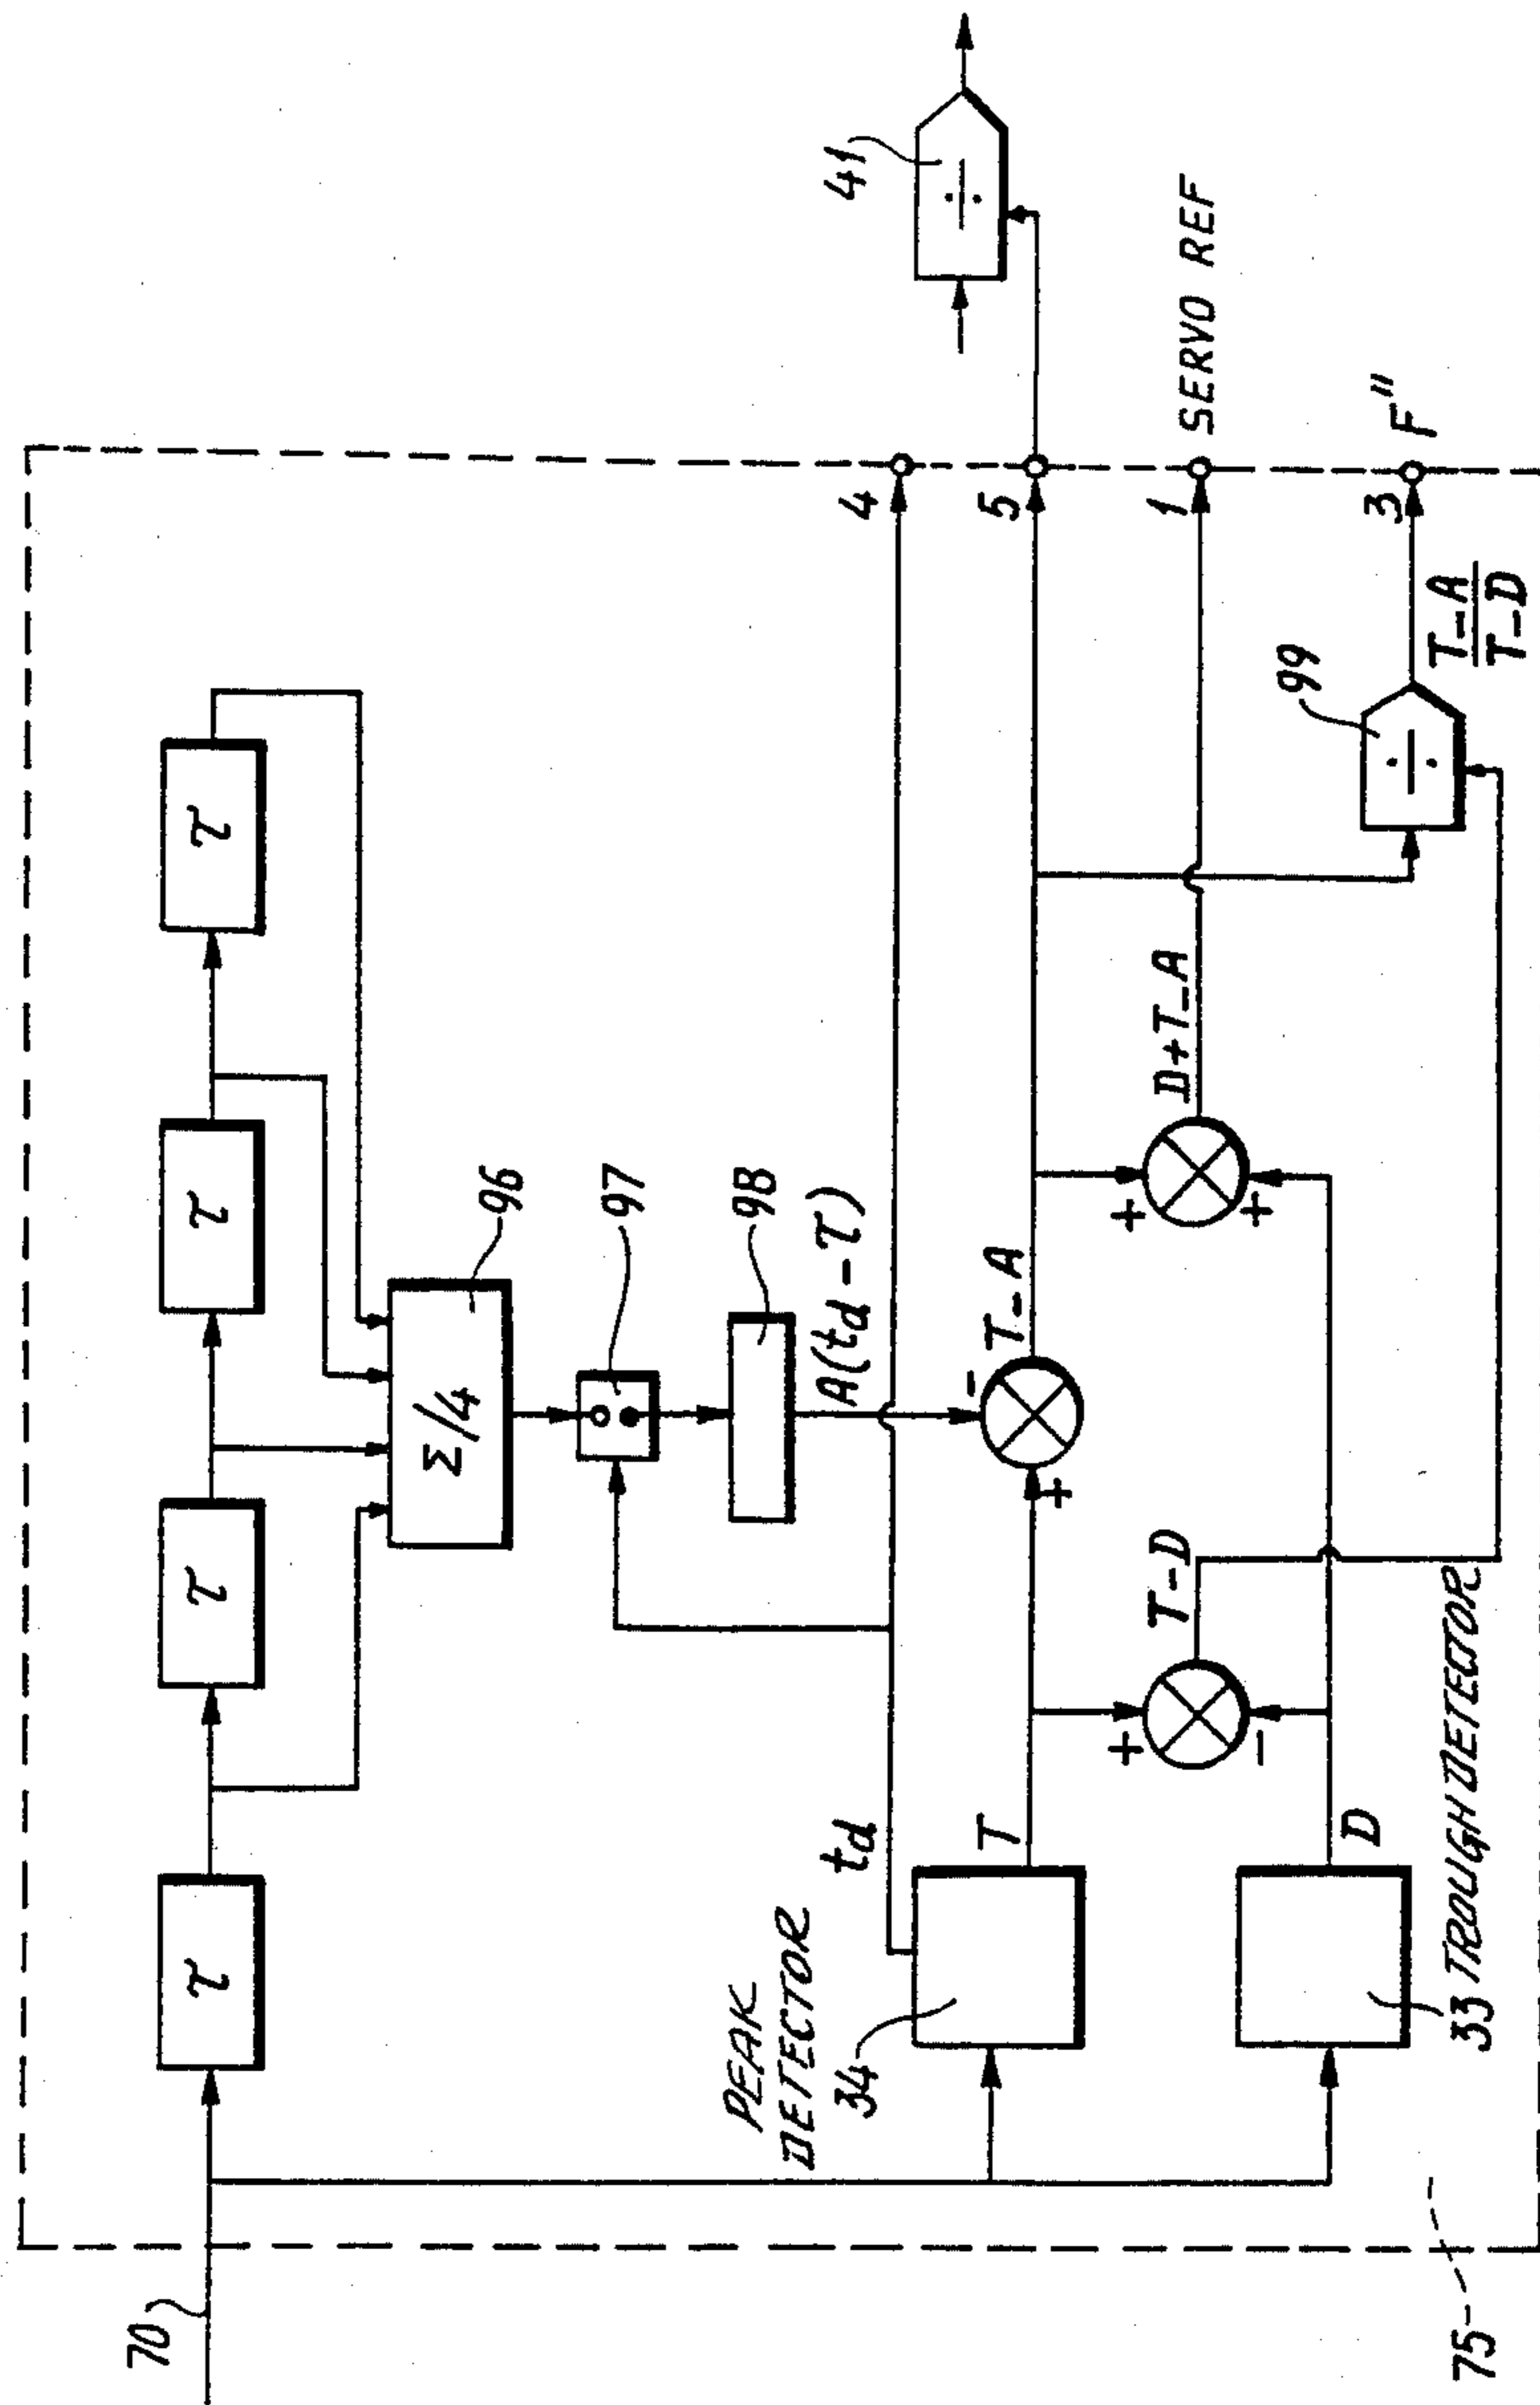 70
τ
τ
τ
τ
Σ/4
96
97
98
A(td - τ)
PEAK
DETECTOR
34
td
T
T-D
+
-
+
-
T-A
+
+
D+T-A
D
33 TROUGH DETECTOR
99
÷
T-A
T-D
4
5
1
3
SERVO REF
F"
41
÷
75